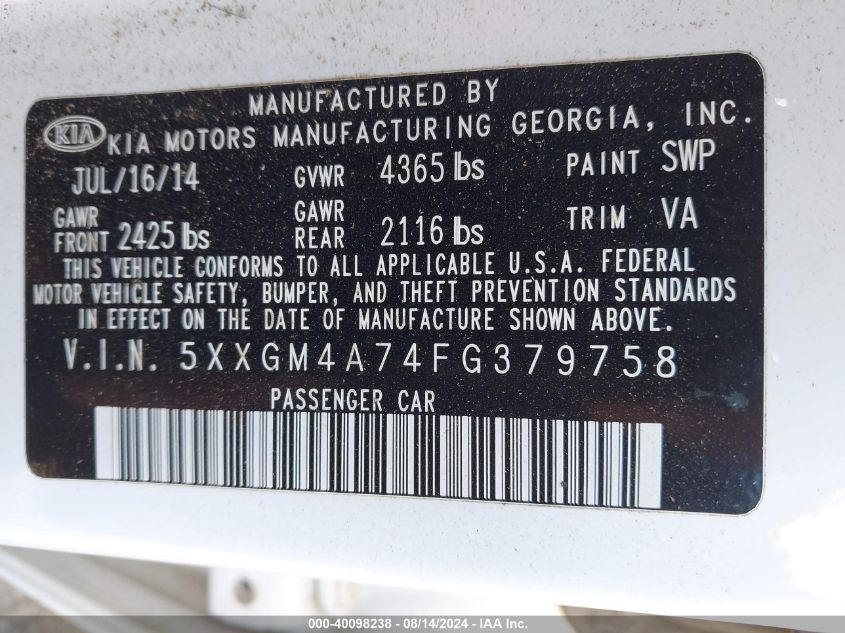 MANUFACTURED BY
KIA KIA MOTORS MANUFACTURING GEORGIA, INC.
JUL/16/14 GVWR 4365 lbs PAINT SWP
GAWR FRONT 2425 lbs GAWR REAR 2116 lbs TRIM VA
THIS VEHICLE CONFORMS TO ALL APPLICABLE U.S.A. FEDERAL
MOTOR VEHICLE SAFETY, BUMPER, AND THEFT PREVENTION STANDARDS
IN EFFECT ON THE DATE OF MANUFACTURE SHOWN ABOVE.
V.I.N. 5XXGM4A74FG379758
PASSENGER CAR
000-40098238 - 08/14/2024 - IAA Inc.